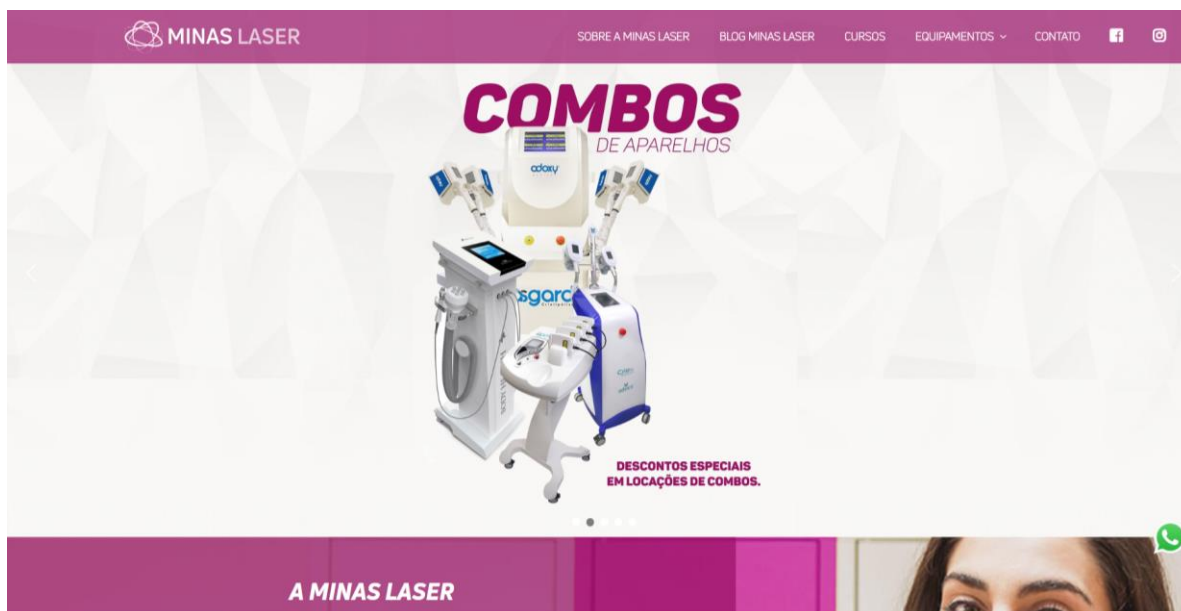 MINAS LASER
SOBRE A MINAS LASER
BLOG MINAS LASER
CURSOS
EQUIPAMENTOS
CONTATO
COMBOS
DE APARELHOS
adoxy
asgard
DESCONTOS ESPECIAIS
EM LOCAÇÕES DE COMBOS.
A MINAS LASER